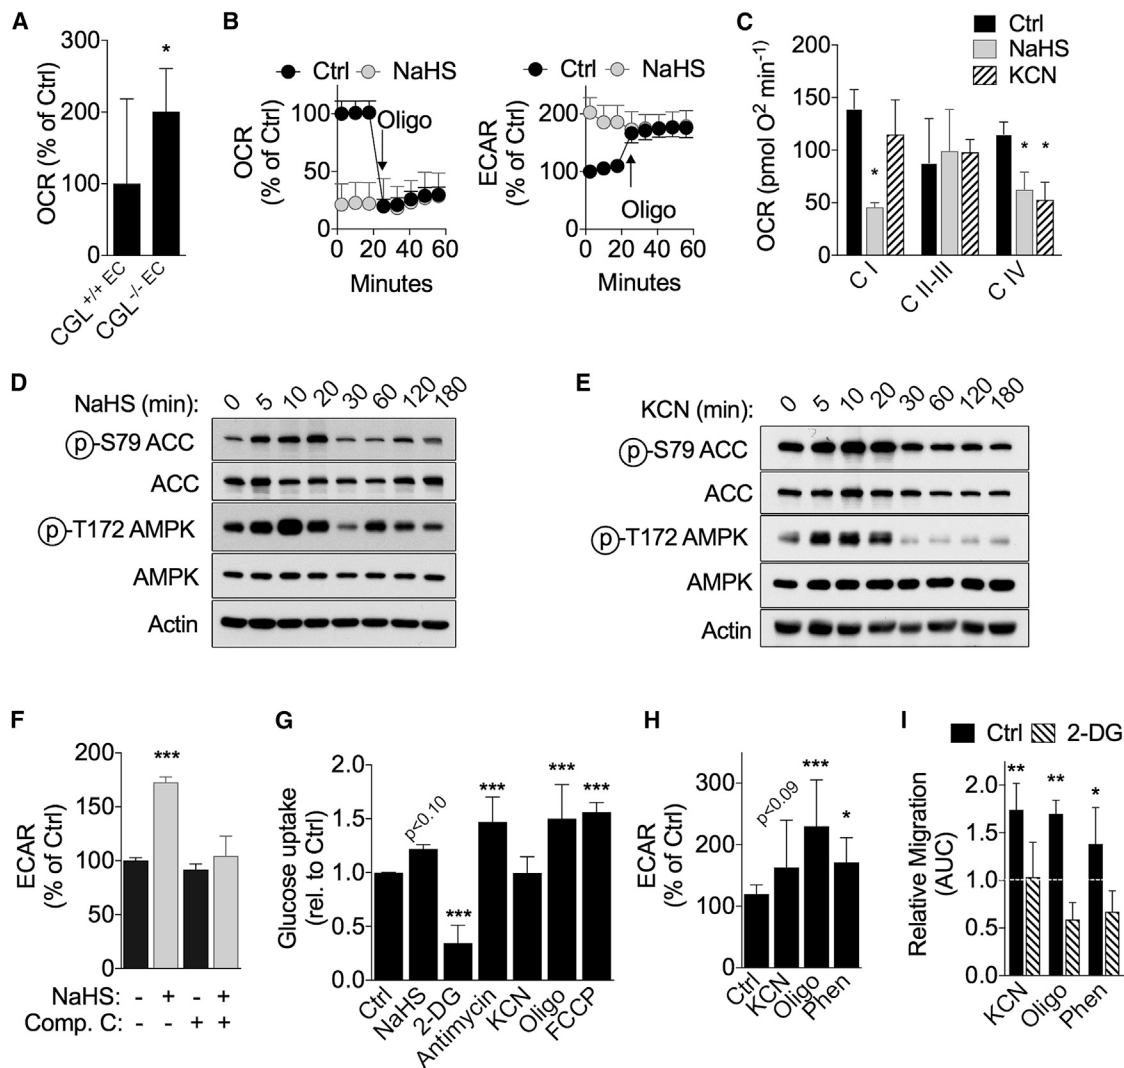 A
OCR (% of Ctrl)
300
200
100
0
CGL +/+ EC
CGL -/- EC
*
B
Ctrl NaHS
OCR
(% of Ctrl)
100
50
0
Oligo
0 20 40 60
Minutes
Ctrl NaHS
ECAR
(% of Ctrl)
200
100
0
Oligo
0 20 40 60
Minutes
C
Ctrl
NaHS
KCN
OCR (pmol O2 min-1)
200
150
100
50
0
*
* *
C I
C II-III
C IV
D
NaHS (min): 0 5 10 20 30 60 120 180
p-S79 ACC
ACC
p-T172 AMPK
AMPK
Actin
E
KCN (min): 0 5 10 20 30 60 120 180
p-S79 ACC
ACC
p-T172 AMPK
AMPK
Actin
F
ECAR
(% of Ctrl)
200
150
100
50
0
***
NaHS: - + - +
Comp. C: - - + +
G
Glucose uptake
(rel. to Ctrl)
2.0
1.5
1.0
0.5
0.0
p<0.10
***
***
***
***
Ctrl
NaHS
2-DG
Antimycin
KCN
Oligo
FCCP
H
ECAR
(% of Ctrl)
300
200
100
0
p<0.09
***
*
Ctrl
KCN
Oligo
Phen
I
Ctrl 2-DG
Relative Migration
(AUC)
2.0
1.5
1.0
0.5
0.0
**
**
*
KCN
Oligo
Phen